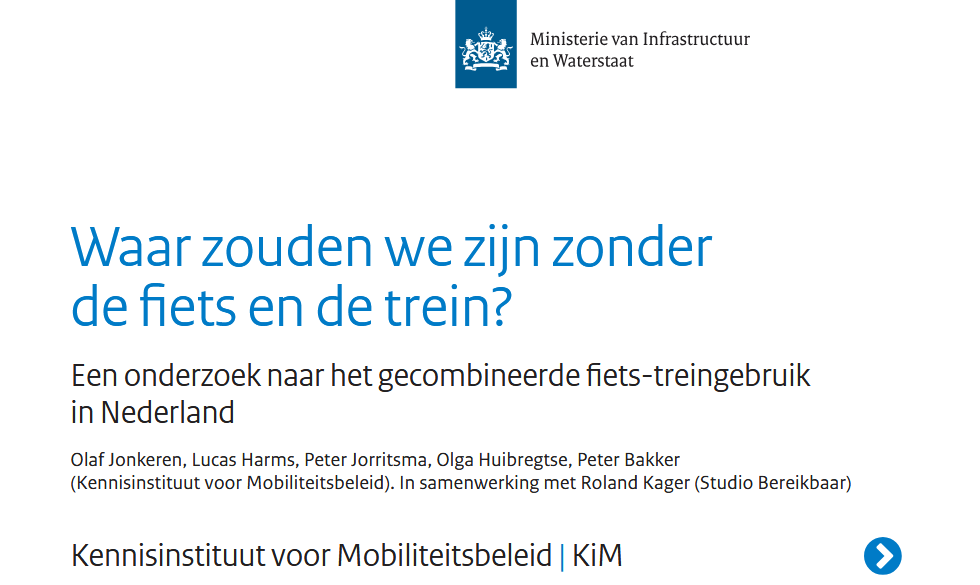 Ministerie van Infrastructuur
en Waterstaat
Waar zouden we zijn zonder
de fiets en de trein?
Een onderzoek naar het gecombineerde fiets-treingebruik
in Nederland
Olaf Jonkeren, Lucas Harms, Peter Jorritsma, Olga Huibregtse, Peter Bakker
(Kennisinstituut voor Mobiliteitsbeleid). In samenwerking met Roland Kager (Studio Bereikbaar)
Kennisinstituut voor Mobiliteitsbeleid | KiM